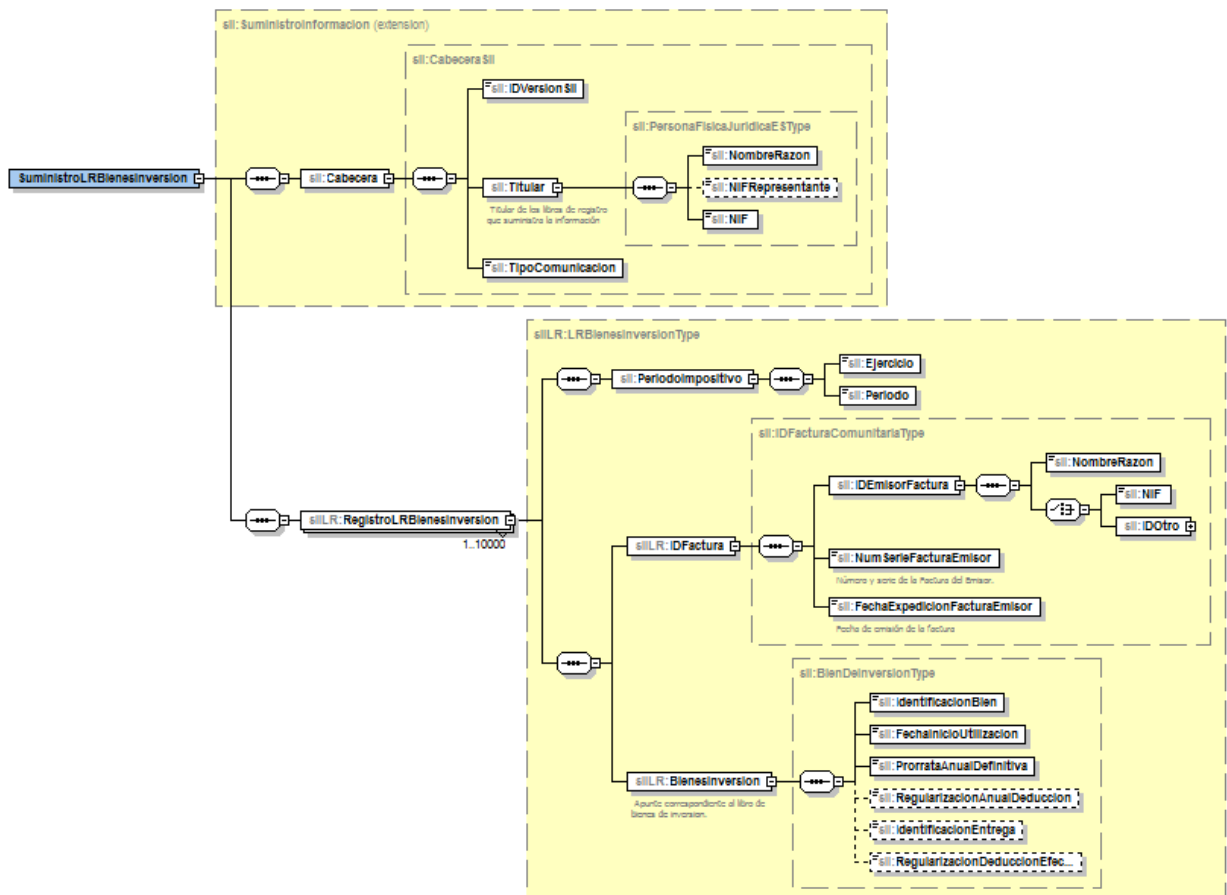 sii:SuministroInformacion (extension)
sii:CabeceraSii
sii:IDVersionSii
sii:PersonaFisicaJuridicaESType
sii:NombreRazon
SuministroLRBienesInversion
sii:Cabecera
sii:Titular
sii:NIFRepresentante
Titular de los libros de registro
que suministra la información
sii:NIF
sii:TipoComunicacion
siiLR:LRBienesInversionType
sii:PeriodoImpositivo
sii:Ejercicio
sii:Periodo
sii:IDFacturaComunitariaType
sii:NombreRazon
sii:IDEmisorFactura
sii:NIF
sii:IDOtro
siiLR:RegistroLRBienesInversion
1..10000
siiLR:IDFactura
sii:NumSerieFacturaEmisor
Número y serie de la Factura del Emisor.
sii:FechaExpedicionFacturaEmisor
Fecha de emisión de la factura
sii:BienDeInversionType
sii:IdentificacionBien
sii:FechaInicioUtilizacion
sii:ProrrataAnualDefinitiva
siiLR:BienesInversion
sii:RegularizacionAnualDeduccion
Apunte correspondiente al libro de
bienes de inversion.
sii:IdentificacionEntrega
sii:RegularizacionDeduccionEfec...